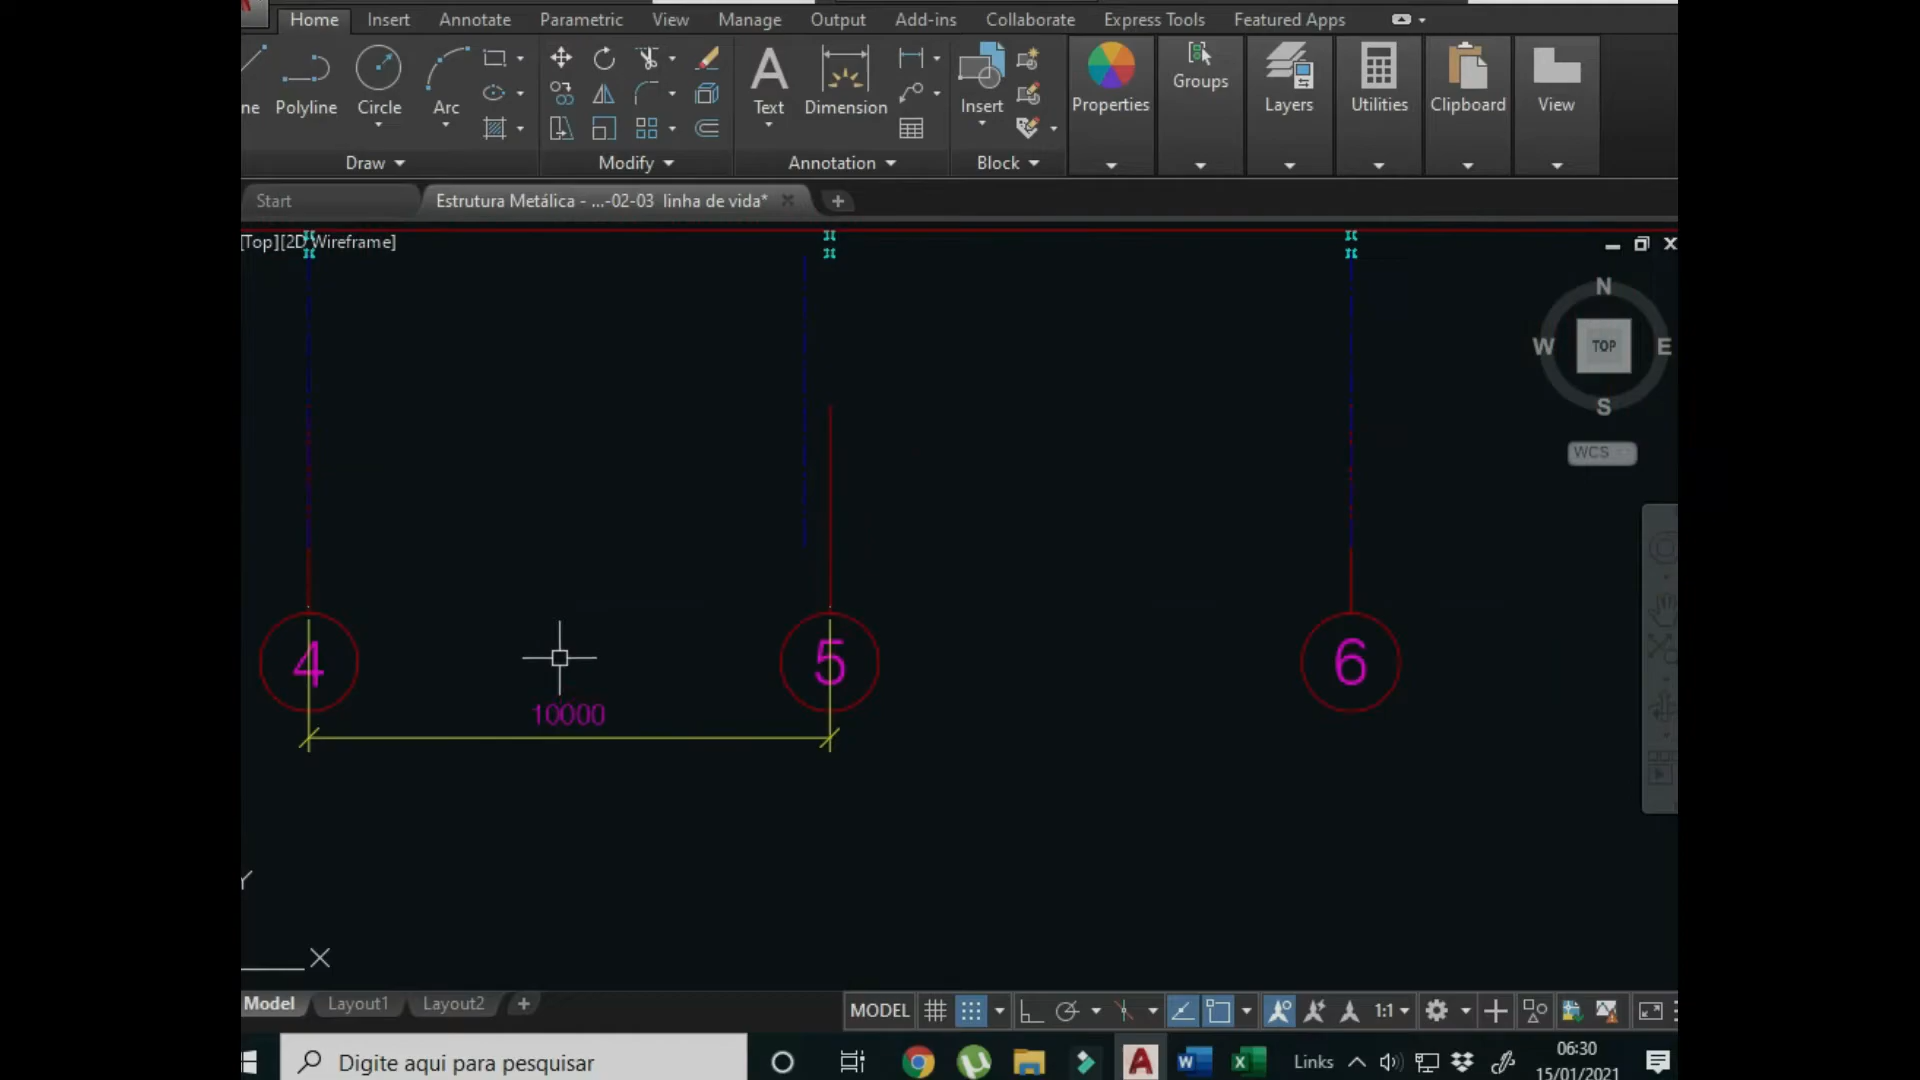 Home Insert Annotate Parametric View Manage Output Add-ins Collaborate Express Tools Featured Apps
ne Polyline Circle Arc Text Dimension Insert Properties Groups Layers Utilities Clipboard View
Draw Modify Annotation Block
Start Estrutura Metálica - ...-02-03 linha de vida*
[Top][2D Wireframe]
N
W TOP E
S
WCS
4 5 6
10000
Y
X
Model Layout1 Layout2
MODEL 1:1
Digite aqui para pesquisar Links 06:30
15/01/2021